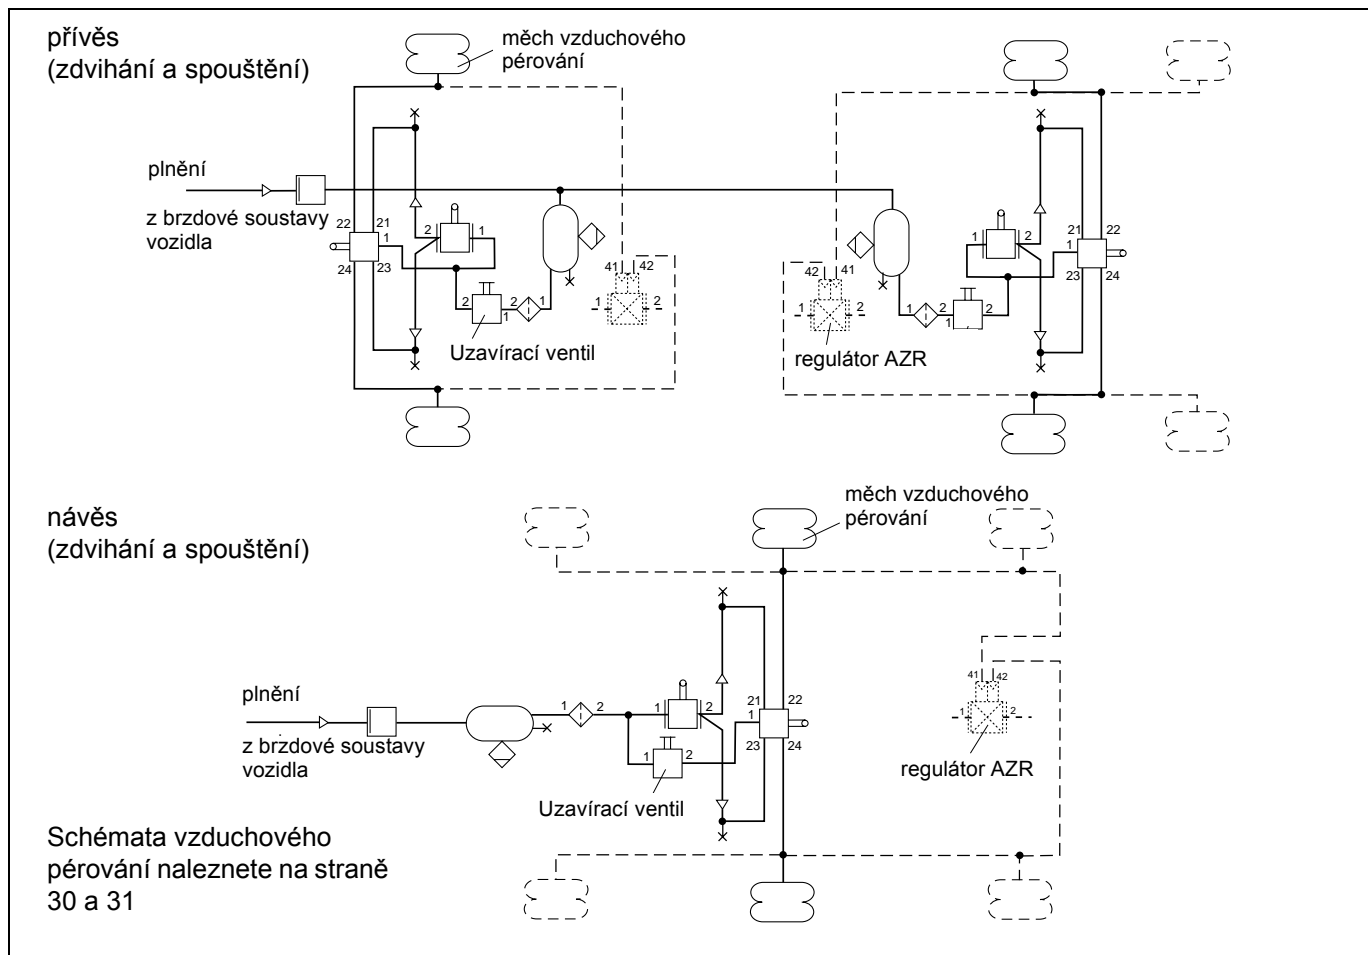 přívěs
(zdvihání a spouštění)
měch vzduchového
pérování
plnění
z brzdové soustavy
vozidla
22 21
1
24 23
2 1
2 1
2 1
41 42
1 2
Uzavírací ventil
42 41
1 2
regulátor AZR
1 2
1 2
1 2
21 22
1
23 24
návěs
(zdvihání a spouštění)
měch vzduchového
pérování
plnění
z brzdové soustavy
vozidla
1 2
1 2
1 2
Uzavírací ventil
21 22
1
23 24
41 42
1 2
regulátor AZR
Schémata vzduchového
pérování naleznete na straně
30 a 31